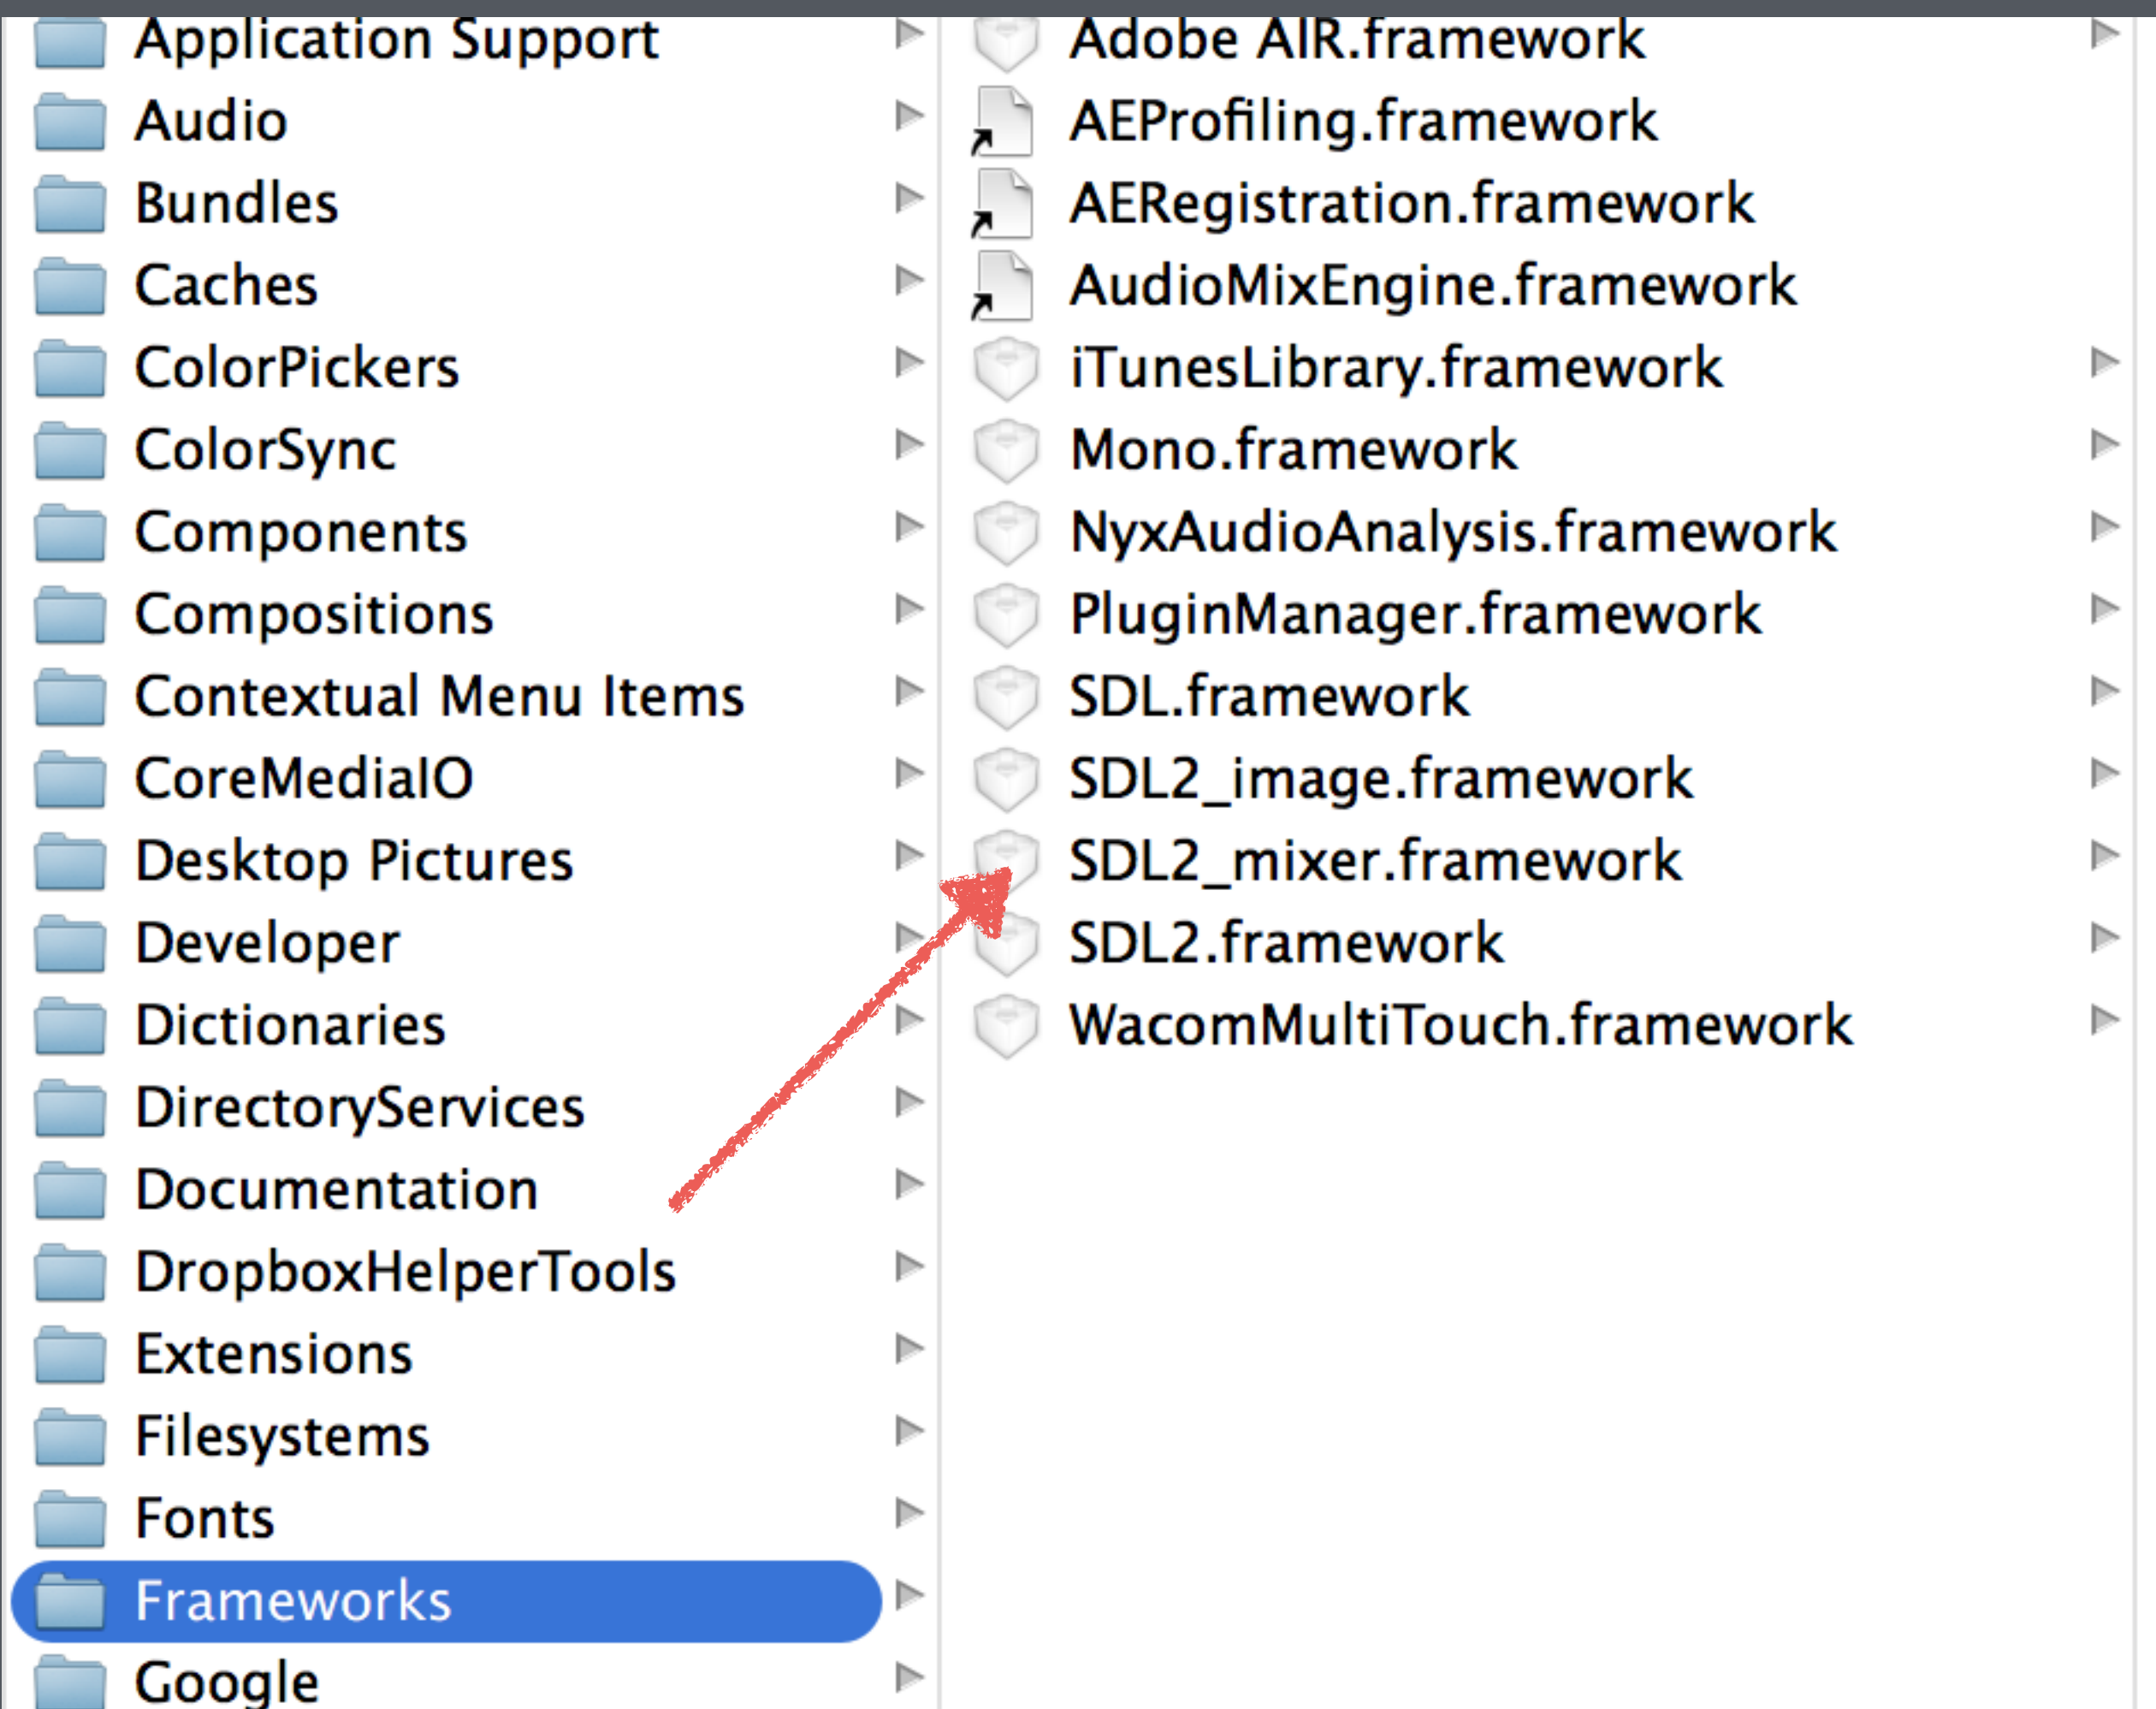 Application Support
Audio
Bundles
Caches
ColorPickers
ColorSync
Components
Compositions
Contextual Menu Items
CoreMediaIO
Desktop Pictures
Developer
Dictionaries
DirectoryServices
Documentation
DropboxHelperTools
Extensions
Filesystems
Fonts
Frameworks
Google
Adobe AIR.framework
AEProfiling.framework
AERegistration.framework
AudioMixEngine.framework
iTunesLibrary.framework
Mono.framework
NyxAudioAnalysis.framework
PluginManager.framework
SDL.framework
SDL2_image.framework
SDL2_mixer.framework
SDL2.framework
WacomMultiTouch.framework